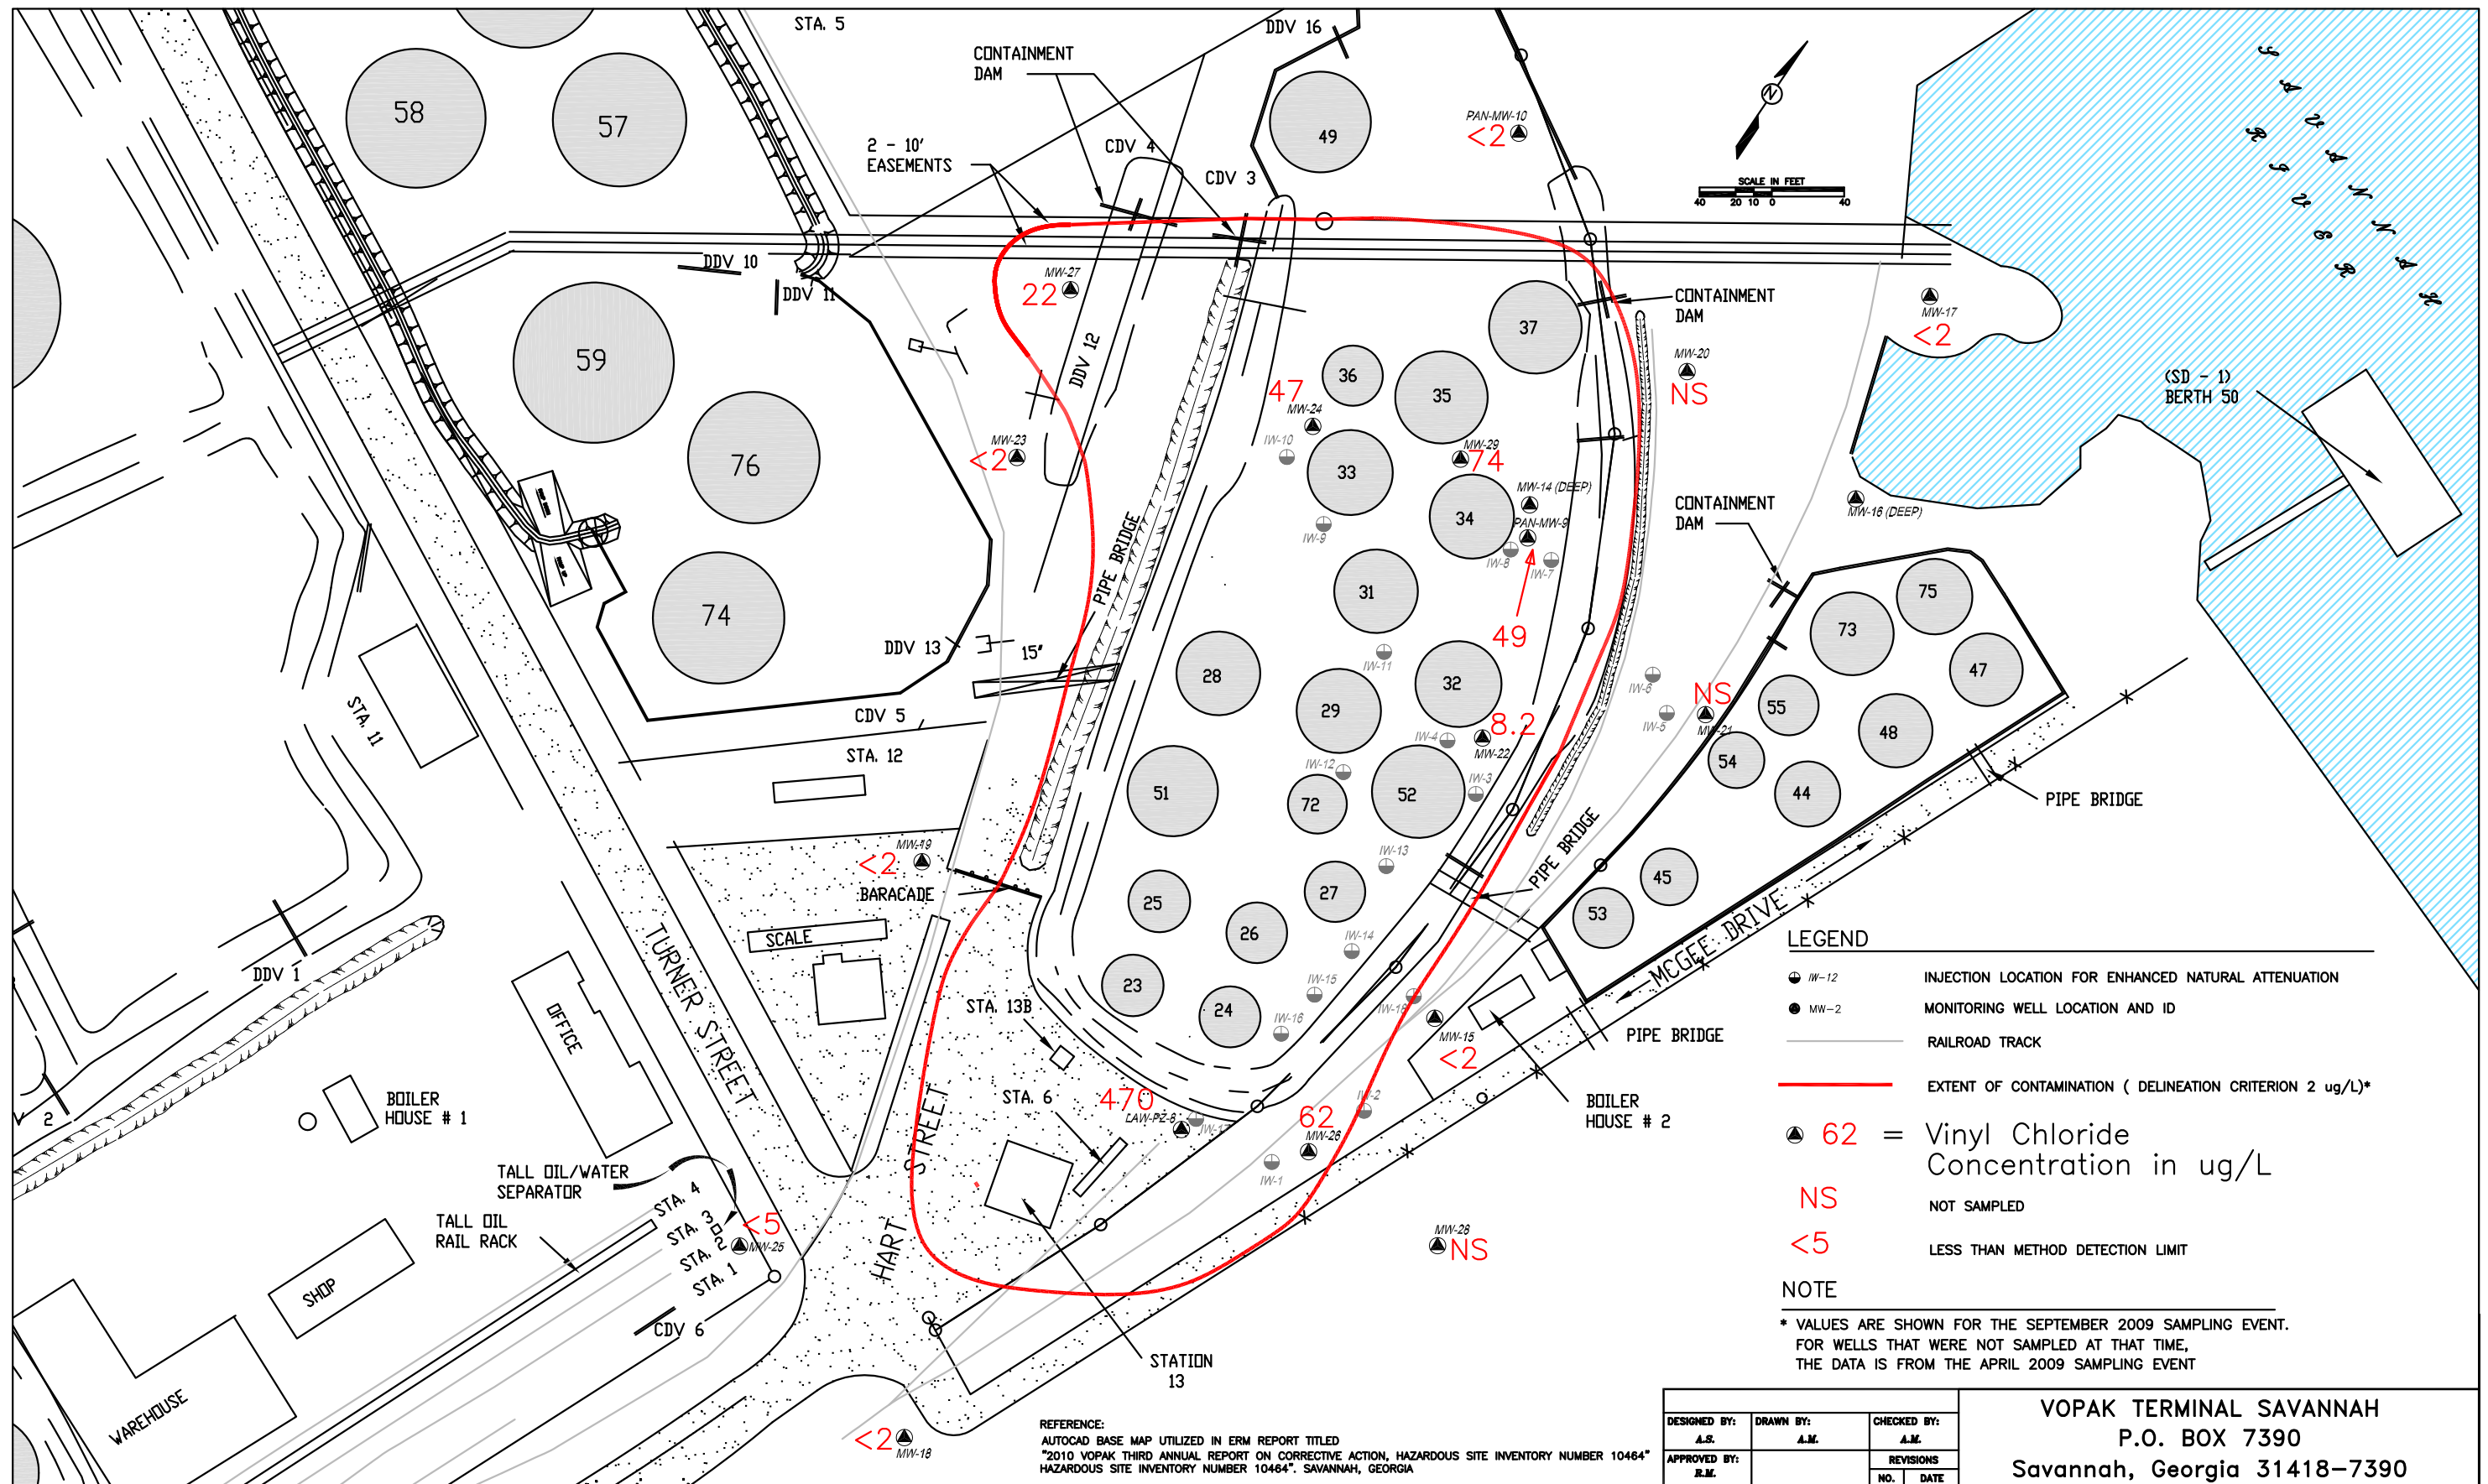 STA. 5
DDV 16
CONTAINMENT
DAM
58
57
49
PAN-MW-10
<2
N
SCALE IN FEET
40 20 10 0 40
SAVANNAH
RIVER
2 - 10'
EASEMENTS
CDV 4
CDV 3
DDV 10
DDV 11
MW-27
22
CONTAINMENT
DAM
MW-17
<2
37
59
DDV 12
36
35
MW-20
NS
(SD - 1)
BERTH 50
47
MW-24
IW-10
MW-23
<2
76
33
MW-29
74
MW-14 (DEEP)
34
PAN-MW-9
IW-9
IW-8
IW-7
49
CONTAINMENT
DAM
MW-16 (DEEP)
PIPE BRIDGE
31
74
DDV 13
15"
28
IW-11
32
29
IW-6
IW-5
NS
MW-21
75
73
47
55
48
54
44
STA. 11
CDV 5
STA. 12
8.2
IW-4
MW-22
IW-12
IW-3
51
72
52
PIPE BRIDGE
PIPE BRIDGE
MW-19
<2
BARACADE
IW-13
27
25
26
45
53
SCALE
IW-14
23
24
IW-15
IW-16
IW-18
MCGEE DRIVE
DDV 1
TURNER STREET
OFFICE
STA. 13B
MW-15
<2
PIPE BRIDGE
BOILER
HOUSE # 2
BOILER
HOUSE # 1
2
STA. 6
470
LAW-PZ-8
IW-17
62
MW-26
IW-2
IW-1
HART STREET
TALL OIL/WATER
SEPARATOR
TALL OIL
RAIL RACK
STA. 4
STA. 3
STA. 2
STA. 1
<5
MW-25
MW-28
NS
SHOP
WAREHOUSE
CDV 6
STATION
13
<2
MW-18
LEGEND
IW-12 INJECTION LOCATION FOR ENHANCED NATURAL ATTENUATION
MW-2 MONITORING WELL LOCATION AND ID
RAILROAD TRACK
EXTENT OF CONTAMINATION ( DELINEATION CRITERION 2 ug/L)*
62 = Vinyl Chloride
Concentration in ug/L
NS NOT SAMPLED
<5 LESS THAN METHOD DETECTION LIMIT
NOTE
* VALUES ARE SHOWN FOR THE SEPTEMBER 2009 SAMPLING EVENT.
FOR WELLS THAT WERE NOT SAMPLED AT THAT TIME,
THE DATA IS FROM THE APRIL 2009 SAMPLING EVENT
REFERENCE:
AUTOCAD BASE MAP UTILIZED IN ERM REPORT TITLED
"2010 VOPAK THIRD ANNUAL REPORT ON CORRECTIVE ACTION, HAZARDOUS SITE INVENTORY NUMBER 10464"
HAZARDOUS SITE INVENTORY NUMBER 10464". SAVANNAH, GEORGIA
DESIGNED BY: DRAWN BY: CHECKED BY:
A.S. A.M. A.M.
APPROVED BY: REVISIONS
R.M. NO. DATE
VOPAK TERMINAL SAVANNAH
P.O. BOX 7390
Savannah, Georgia 31418-7390